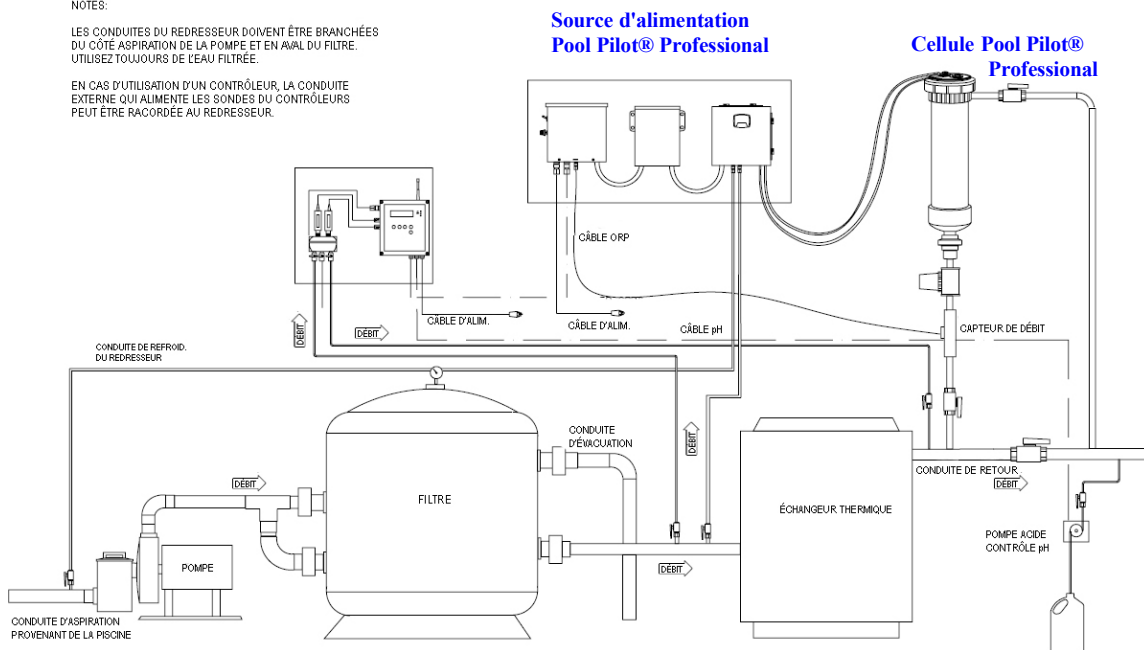 NOTES:
LES CONDUITES DU REDRESSEUR DOIVENT ÊTRE BRANCHÉES
DU CÔTÉ ASPIRATION DE LA POMPE ET EN AVAL DU FILTRE.
UTILISEZ TOUJOURS DE L'EAU FILTRÉE.
EN CAS D'UTILISATION D'UN CONTRÔLEUR, LA CONDUITE
EXTERNE QUI ALIMENTE LES SONDES DU CONTRÔLEURS
PEUT ÊTRE RACORDÉE AU REDRESSEUR.
Source d'alimentation
Pool Pilot® Professional
Cellule Pool Pilot®
Professional
CÂBLE ORP
CÂBLE D'ALIM.
CÂBLE D'ALIM.
CÂBLE pH
CAPTEUR DE DÉBIT
DÉBIT
DÉBIT
CONDUITE DE REFROID.
DU REDRESSEUR
CONDUITE
D'ÉVACUATION
DÉBIT
CONDUITE DE RETOUR
DÉBIT
DÉBIT
FILTRE
ÉCHANGEUR THERMIQUE
POMPE ACIDE
CONTRÔLE pH
POMPE
DÉBIT
CONDUITE D'ASPIRATION
PROVENANT DE LA PISCINE